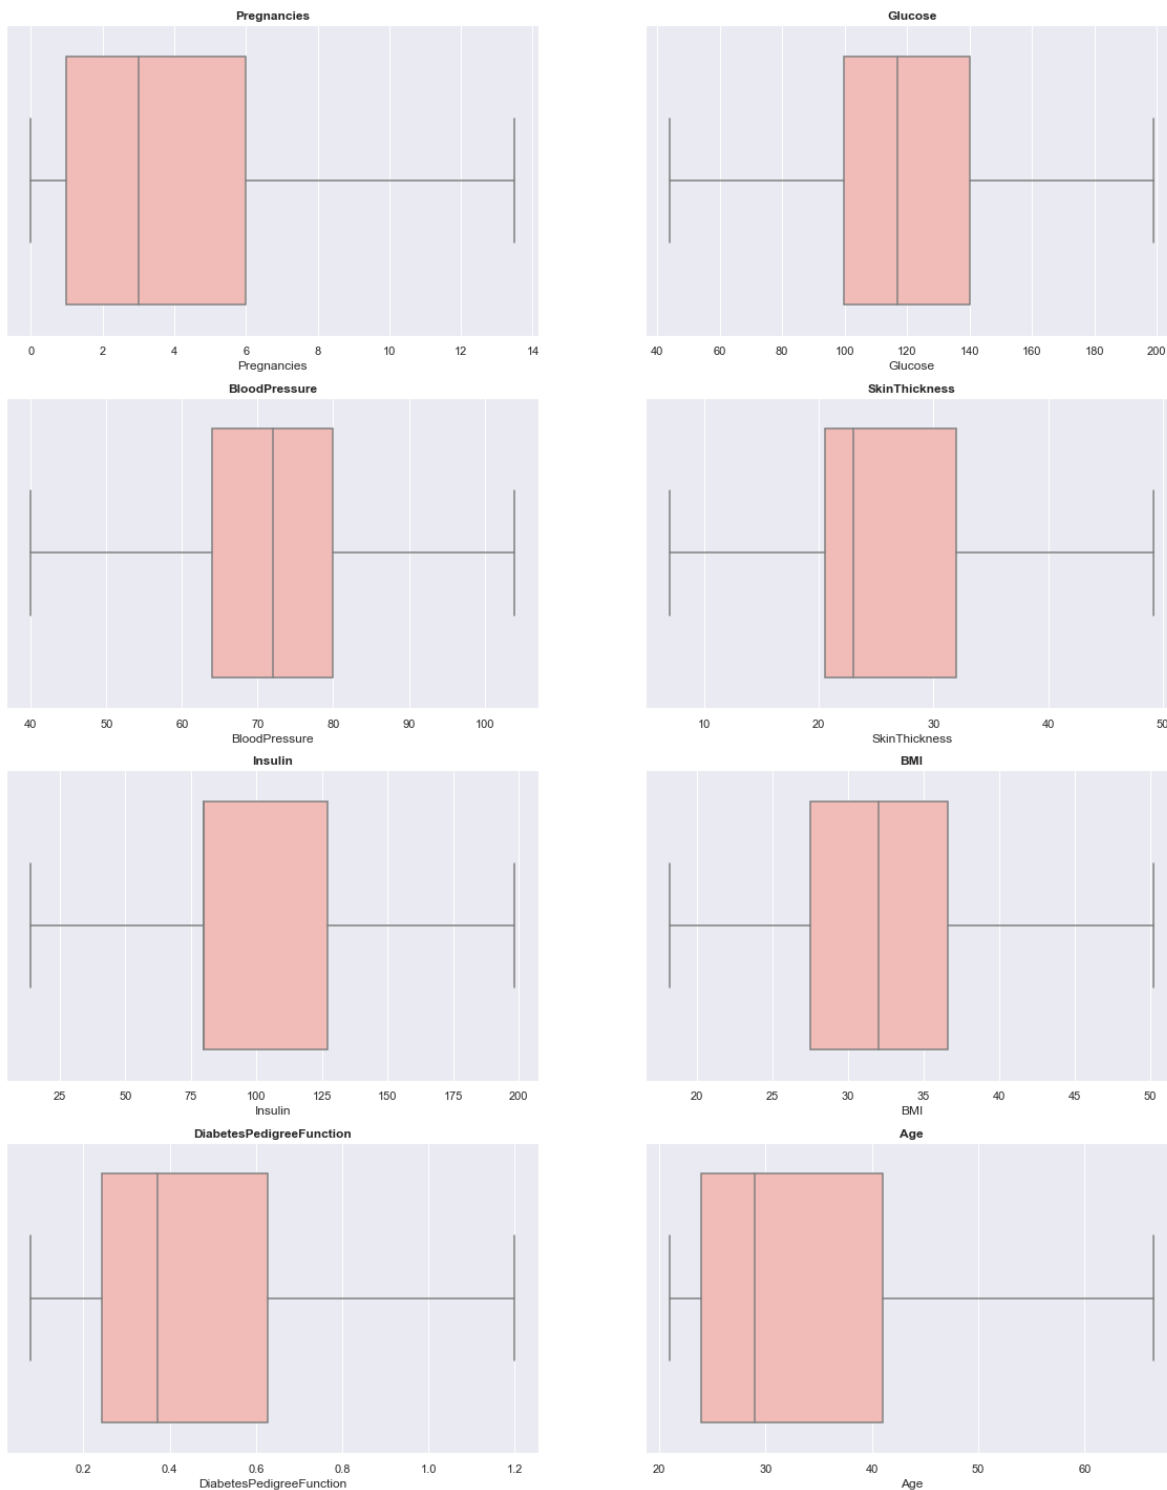 Pregnancies
Glucose
0 2 4 6 8 10 12 14
40 60 80 100 120 140 160 180 200
Pregnancies
Glucose
BloodPressure
SkinThickness
40 50 60 70 80 90 100
10 20 30 40 50
BloodPressure
SkinThickness
Insulin
BMI
25 50 75 100 125 150 175 200
20 25 30 35 40 45 50
Insulin
BMI
DiabetesPedigreeFunction
Age
0.2 0.4 0.6 0.8 1.0 1.2
20 30 40 50 60
DiabetesPedigreeFunction
Age